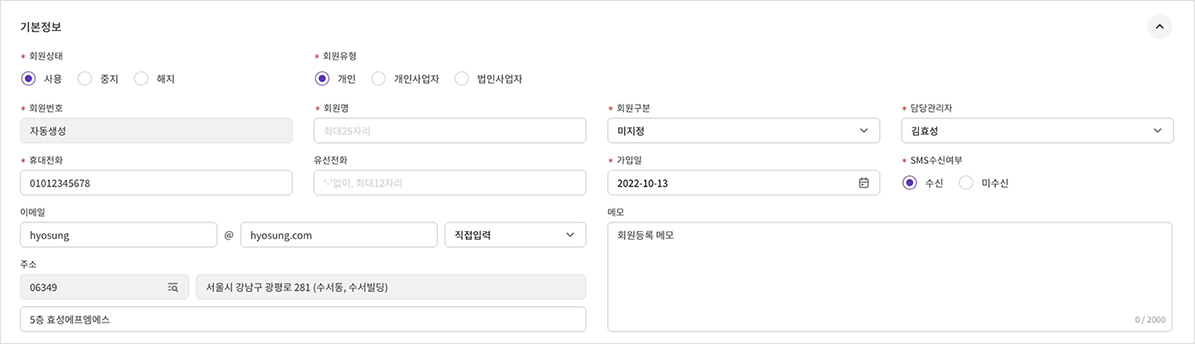 기본정보
* 회원상태 * 회원유형
사용 중지 해지 개인 개인사업자 법인사업자
* 회원번호 * 회원명 * 회원구분 * 담당관리자
자동생성 최대25자리 미지정 김효성
* 휴대전화 유선전화 * 가입일 * SMS수신여부
01012345678 '-'없이, 최대12자리 2022-10-13 수신 미수신
이메일 메모
hyosung @ hyosung.com 직접입력 회원등록 메모
주소
06349 서울시 강남구 광평로 281 (수서동, 수서빌딩)
5층 효성에프엠에스 0 / 2000